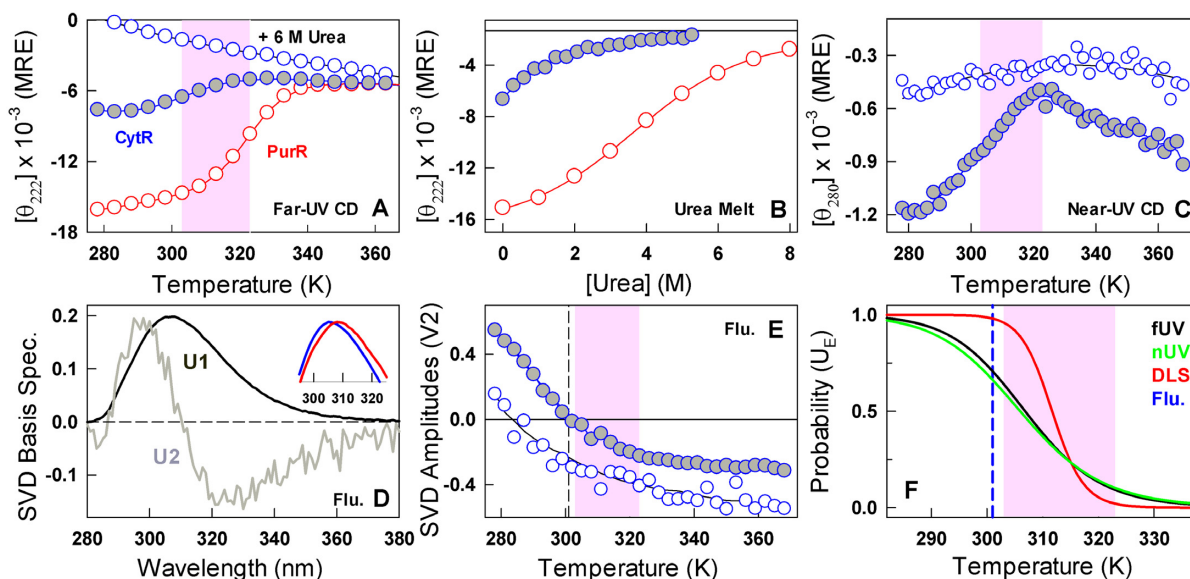 [θ222] x 10-3 (MRE)
0
-6
-12
-18
+ 6 M Urea
CytR
PurR
Far-UV CD
A
280
300
320
340
360
Temperature (K)
[θ222] x 10-3 (MRE)
-4
-8
-12
-16
Urea Melt
B
0
2
4
6
8
[Urea] (M)
[θ280] x 10-3 (MRE)
-0.3
-0.6
-0.9
-1.2
C
Near-UV CD
280
300
320
340
360
Temperature (K)
SVD Basis Spec.
0.2
0.1
0.0
-0.1
U1
U2
300
310
320
Flu.
D
280
300
320
340
360
380
Wavelength (nm)
SVD Amplitudes (V2)
0.4
0.0
-0.4
Flu.
E
280
300
320
340
360
Temperature (K)
Probability (UE)
1.0
0.5
0.0
fUV
nUV
DLS
Flu.
F
290
300
310
320
330
Temperature (K)